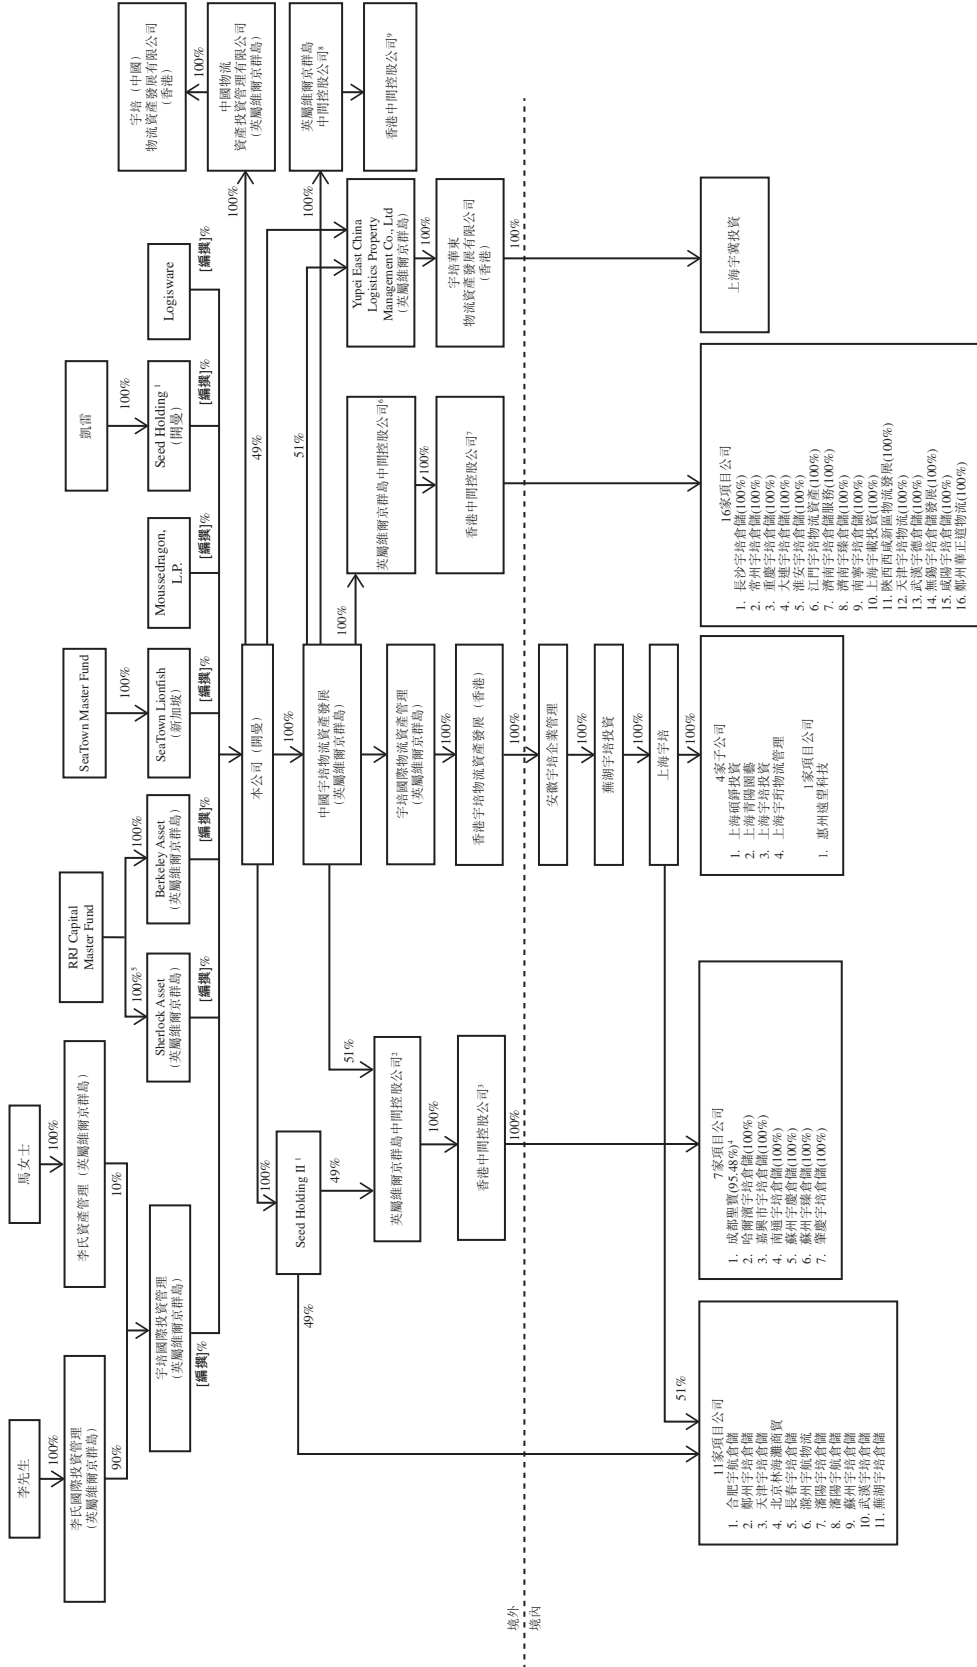 李先生
100%
李氏國際投資管理
(英屬維爾京群島)
90%
馬女士
100%
李氏資產管理(英屬維爾京群島)
10%
宇培國際投資管理
(英屬維爾京群島)
[編撰]%
RRJ Capital
Master Fund
100%⁵
100%
Sherlock Asset
(英屬維爾京群島)
[編撰]%
Berkeley Asset
(英屬維爾京群島)
[編撰]%
SeaTown Master Fund
100%
SeaTown Lionfish
(新加坡)
[編撰]%
Mousedragon,
L.P.
[編撰]%
凱雷
100%
Seed Holding¹
(開曼)
[編撰]%
Logisware
[編撰]%
本公司(開曼)
100%
100%
49%
100%
Seed Holding II¹
49%
49%
中國宇培物流資產發展
(英屬維爾京群島)
51%
51%
100%
100%
宇培國際物流資產管理
(英屬維爾京群島)
100%
香港宇培物流資產發展(香港)
100%
英屬維爾京群島中間控股公司²
100%
香港中間控股公司³
100%
英屬維爾京群島中間控股公司⁶
100%
香港中間控股公司⁷
Yupei East China
Logistics Property
Management Co., Ltd
(英屬維爾京群島)
100%
宇培華東
物流資產發展有限公司
(香港)
100%
宇培(中國)
物流資產發展有限公司
(香港)
100%
中國物流
資產投資管理有限公司
(英屬維爾京群島)
英屬維爾京群島
中間控股公司⁸
香港中間控股公司⁹
境外
境內
安徽宇培企業管理
100%
蕪湖宇培投資
100%
上海宇培
100%
51%
11家項目公司
1. 合肥宇航倉儲
2. 鄭州宇培倉儲
3. 天津宇培倉儲
4. 北京林海灘商貿
5. 長春宇培倉儲
6. 滁州宇航物流
7. 瀋陽宇培倉儲
8. 瀋陽宇航倉儲
9. 蘇州宇培倉儲
10. 武漢宇培倉儲
11. 蕪湖宇培倉儲
7家項目公司
1. 成都聖寶(95.48%)⁴
2. 哈爾濱宇培倉儲(100%)
3. 嘉興市宇培倉儲(100%)
4. 南通宇培倉儲(100%)
5. 蘇州宇慶倉儲(100%)
6. 蘇州宇臻倉儲(100%)
7. 肇慶宇培倉儲(100%)
4家子公司
1. 上海碩錚投資
2. 上海青陽園藝
3. 上海宇培投資
4. 上海宇珩物流管理
1家項目公司
1. 惠州遠望科技
16家項目公司
1. 長沙宇培倉儲(100%)
2. 常州宇培倉儲(100%)
3. 重慶宇培倉儲(100%)
4. 大連宇培倉儲(100%)
5. 淮安宇培倉儲(100%)
6. 江門宇培物流資產(100%)
7. 濟南宇培倉儲服務(100%)
8. 濟南宇臻倉儲(100%)
9. 南寧宇培倉儲(100%)
10. 上海宇載投資(100%)
11. 陝西西咸新區物流發展(100%)
12. 天津宇培物流(100%)
13. 武漢宇德倉儲(100%)
14. 無錫宇培倉儲發展(100%)
15. 咸陽宇培倉儲(100%)
16. 鄭州華正道物流(100%)
上海宇冀投資